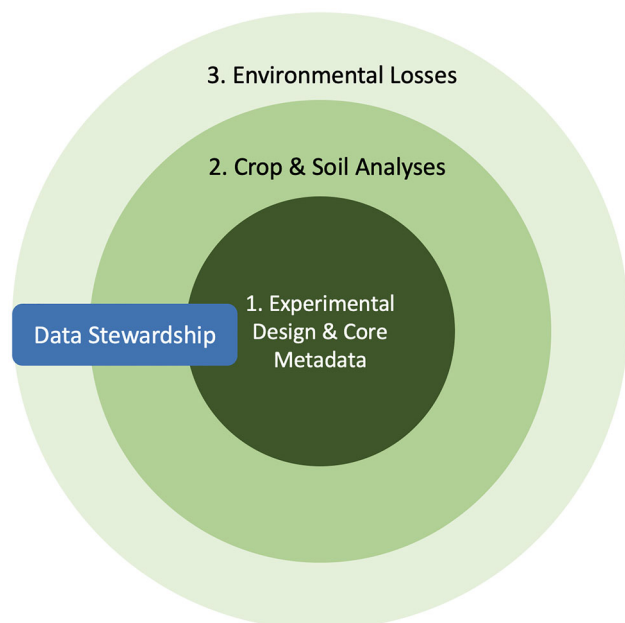 3. Environmental Losses
2. Crop & Soil Analyses
1. Experimental
Design & Core
Metadata
Data Stewardship